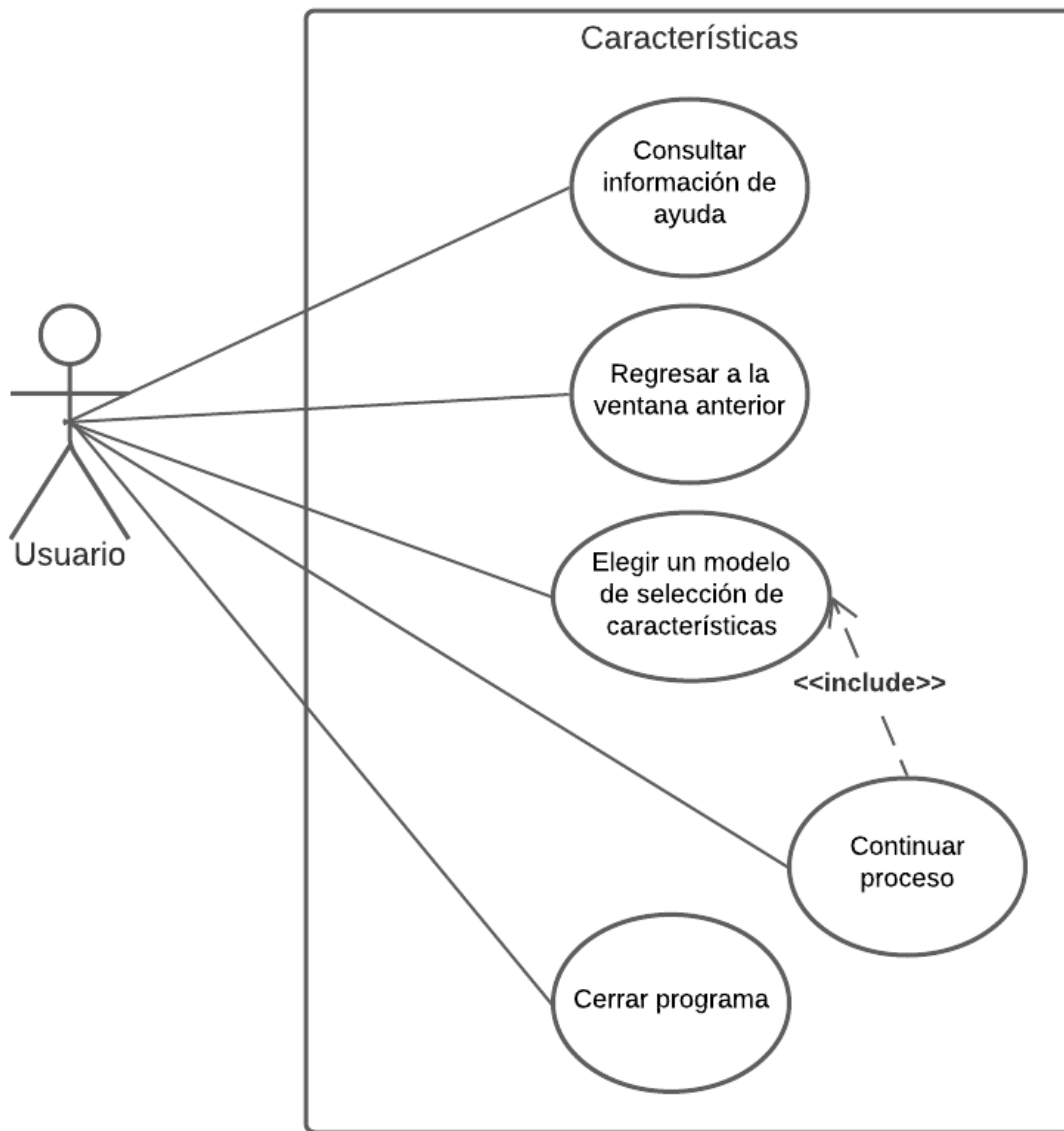 Características
Consultar
información de
ayuda
Regresar a la
ventana anterior
Usuario
Elegir un modelo
de selección de
características
<<include>>
Continuar
proceso
Cerrar programa